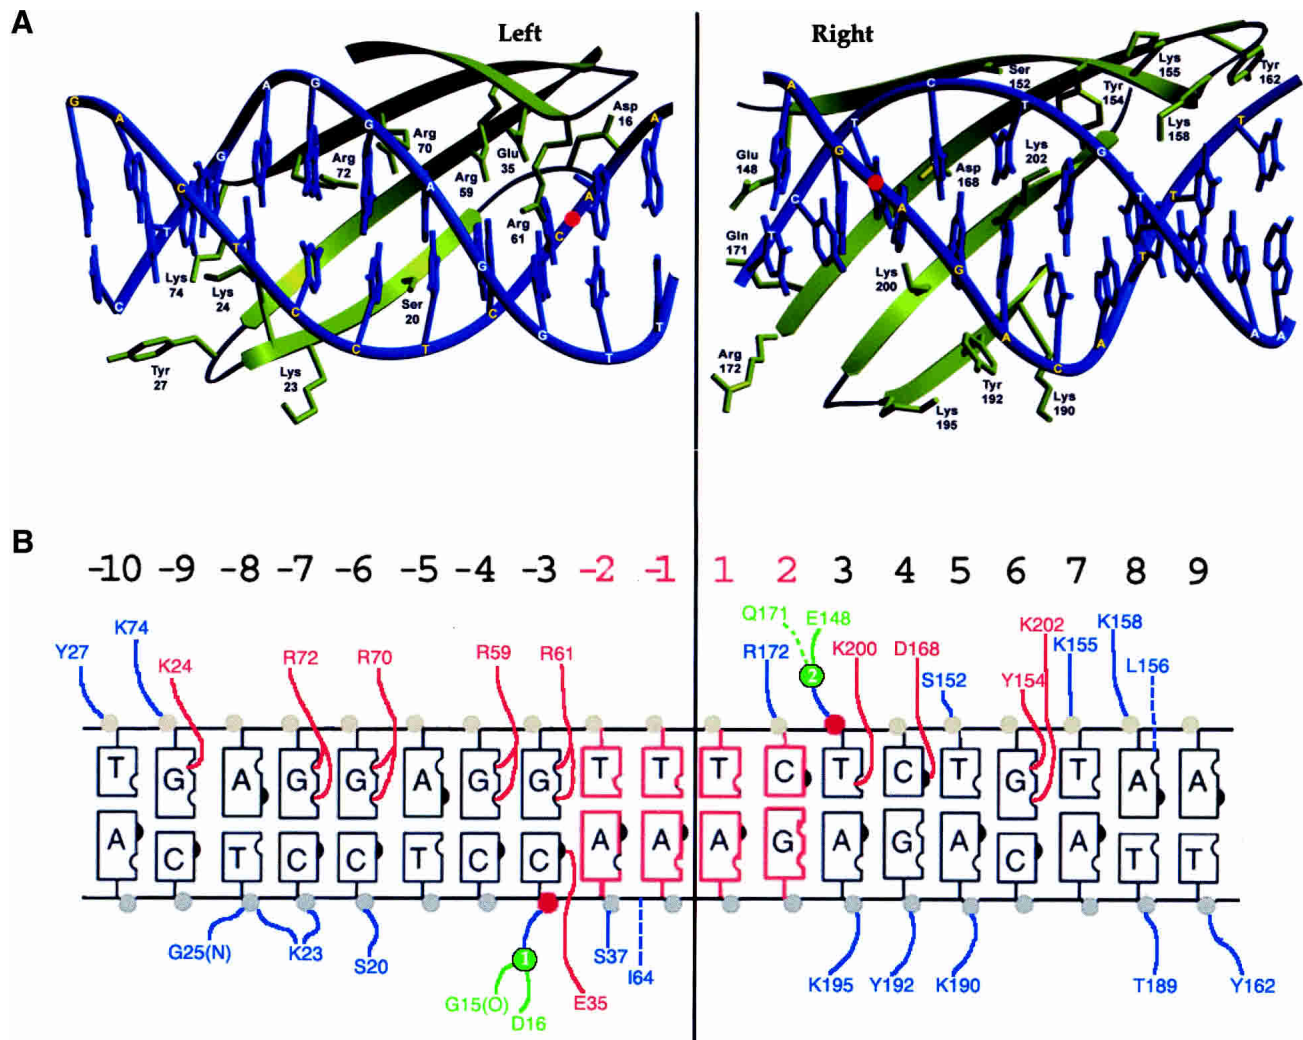 A
Left
Right
G
A
C
T
T
C
G
A
G
G
A
G
T
C
C
T
C
G
T
C
A
A
T
Arg
72
Arg
70
Arg
59
Glu
35
Asp
16
Arg
61
Lys
74
Lys
24
Ser
20
Tyr
27
Lys
23
A
T
G
C
T
C
T
G
A
G
A
C
A
T
T
T
T
A
A
A
Ser
152
Lys
155
Tyr
162
Tyr
154
Lys
158
Glu
148
Asp
168
Lys
202
Gln
171
Lys
200
Arg
172
Lys
195
Tyr
192
Lys
190
B
-10 -9 -8 -7 -6 -5 -4 -3 -2 -1 1 2 3 4 5 6 7 8 9
Q171 E148
Y27 K74 K24 R72 R70 R59 R61 R172 K200 D168 S152 Y154 K202 K155 K158 L156
2
T G A G G A G G T T T C T C T G T A A
A C T C C T C C A A A G A G A C A T T
G25(N) K23 S20 S37 I64 K195 Y192 K190 T189 Y162
1
G15(O) D16 E35